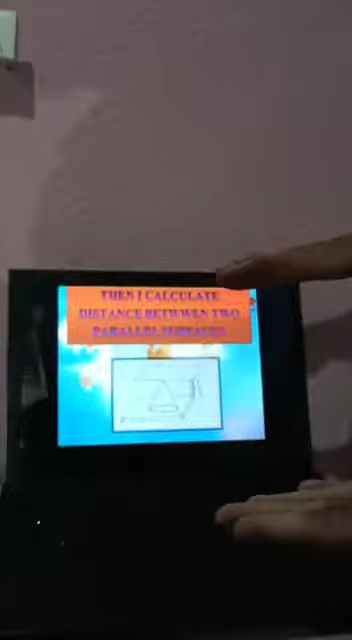 THEN I CALCULATE
DISTANCE BETWWEN TWO
PARALLEL SURFACES